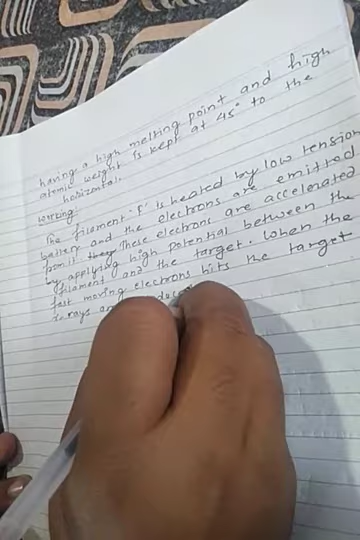 having a high melting point and high
atomic weight is kept at 45° to the
horizontal.
Working:
The filament 'F' is heated by low tension
battery and the electrons are emitted
from it. These electrons are accelerated
by applying high potential between the
filament and the target. When the
fast moving electrons hits the target
x-rays are